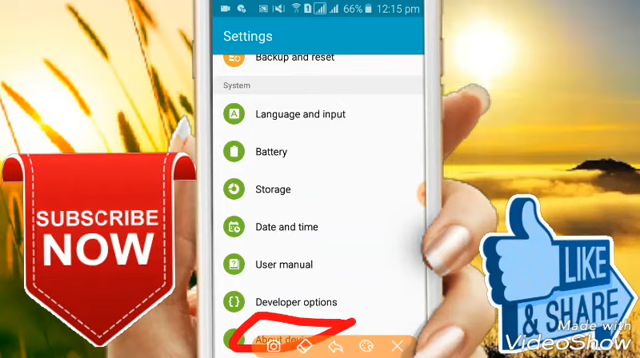 66% 12:15 pm
Settings
Backup and reset
System
Language and input
Battery
Storage
Date and time
User manual
Developer options
About
SUBSCRIBE
NOW
LIKE
& SHARE
Made with
VideoShow